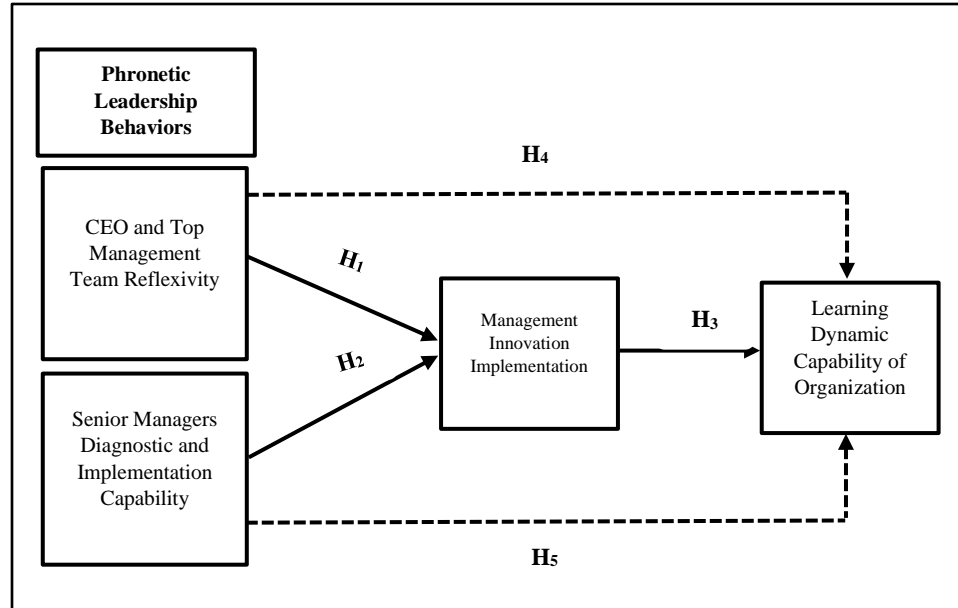 Phronetic
Leadership
Behaviors
H₄
CEO and Top
Management
Team Reflexivity
H₁
Management
Innovation
Implementation
H₃
Learning
Dynamic
Capability of
Organization
H₂
Senior Managers
Diagnostic and
Implementation
Capability
H₅